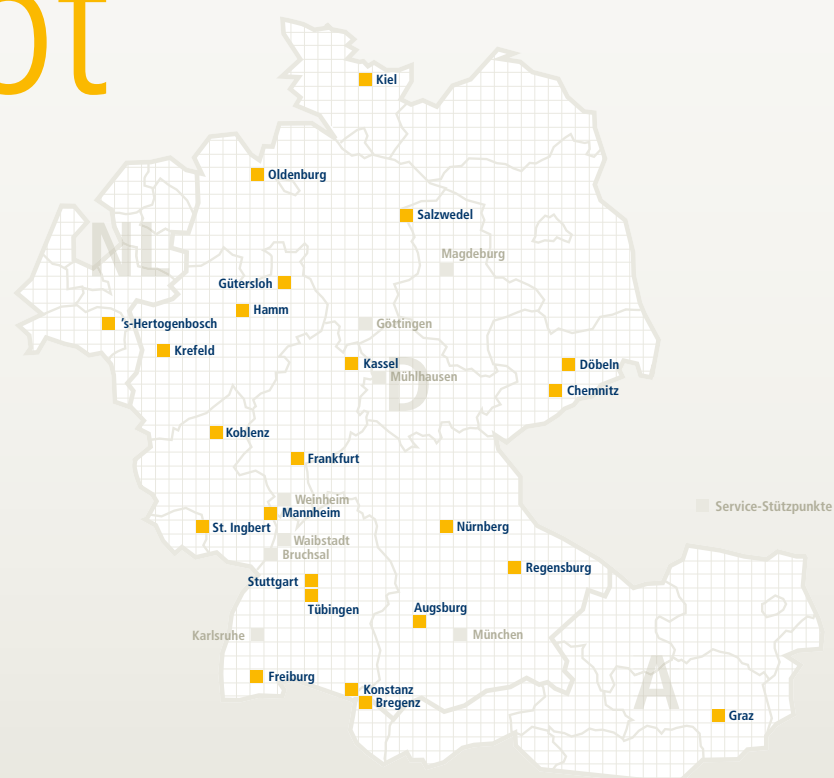 Kiel
Oldenburg
Salzwedel
NL
Magdeburg
Gütersloh
Hamm
's-Hertogenbosch
Göttingen
Krefeld
Kassel
Döbeln
Mühlhausen
D
Chemnitz
Koblenz
Frankfurt
Weinheim
Service-Stützpunkte
Mannheim
St. Ingbert
Nürnberg
Waibstadt
Bruchsal
Regensburg
Stuttgart
Tübingen
Augsburg
Karlsruhe
München
Freiburg
A
Konstanz
Bregenz
Graz